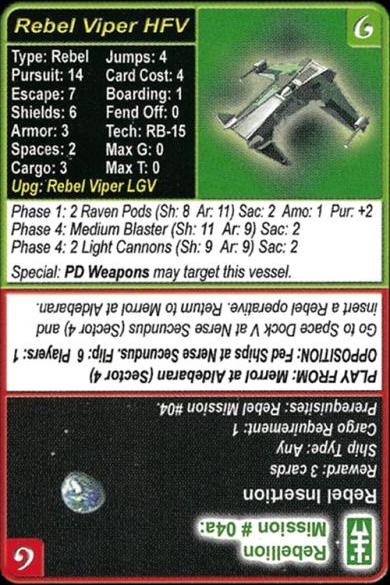 Rebel Viper HFV
6
Type: Rebel Jumps: 4
Pursuit: 14 Card Cost: 4
Escape: 7 Boarding: 1
Shields: 6 Fend Off: 0
Armor: 3 Tech: RB-15
Spaces: 2 Max G: 0
Cargo: 3 Max T: 0
Upg: Rebel Viper LGV
Phase 1: 2 Raven Pods (Sh: 8 Ar: 11) Sac: 2 Amo: 1 Pur: +2
Phase 4: Medium Blaster (Sh: 11 Ar: 9) Sac: 2
Phase 4: 2 Light Cannons (Sh: 9 Ar: 9) Sac: 2
Special: PD Weapons may target this vessel.
Rebellion
Mission # 04a:
6
Rebel Insertion
Reward: 3 cards
Ship Type: Any
Cargo Requirement: 1
Prerequisites: Rebel Mission #04.
PLAY FROM: Merrol at Aldebaran (Sector 4)
OPPOSITION: Fed Ships at Nerse Secundus. Flip: 6 Players: 1
Go to Space Dock V at Nerse Secundus (Sector 4) and
insert a Rebel operative. Return to Merrol at Aldebaran.